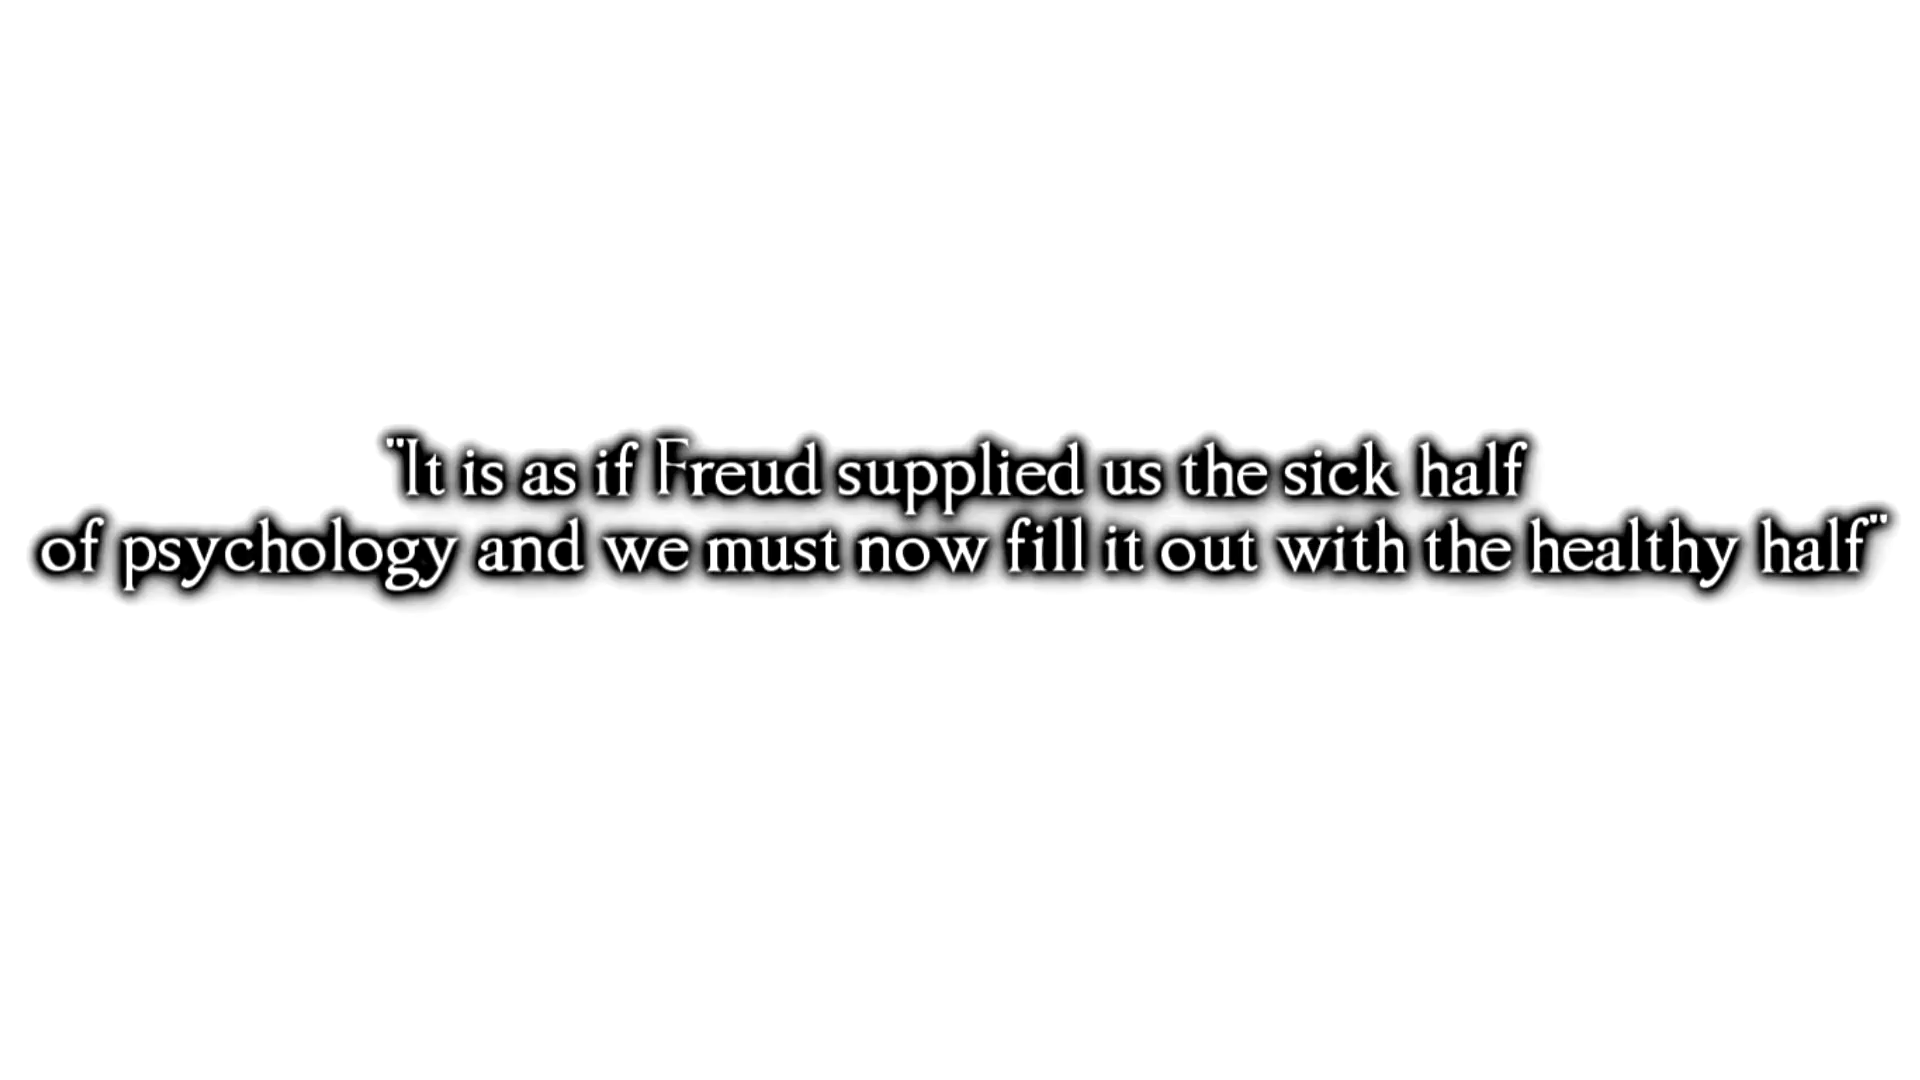 "It is as if Freud supplied us the sick half
of psychology and we must now fill it out with the healthy half"